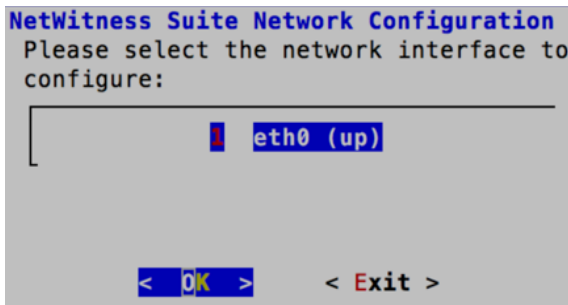 NetWitness Suite Network Configuration
Please select the network interface to
configure:
1 eth0 (up)
< OK > < Exit >